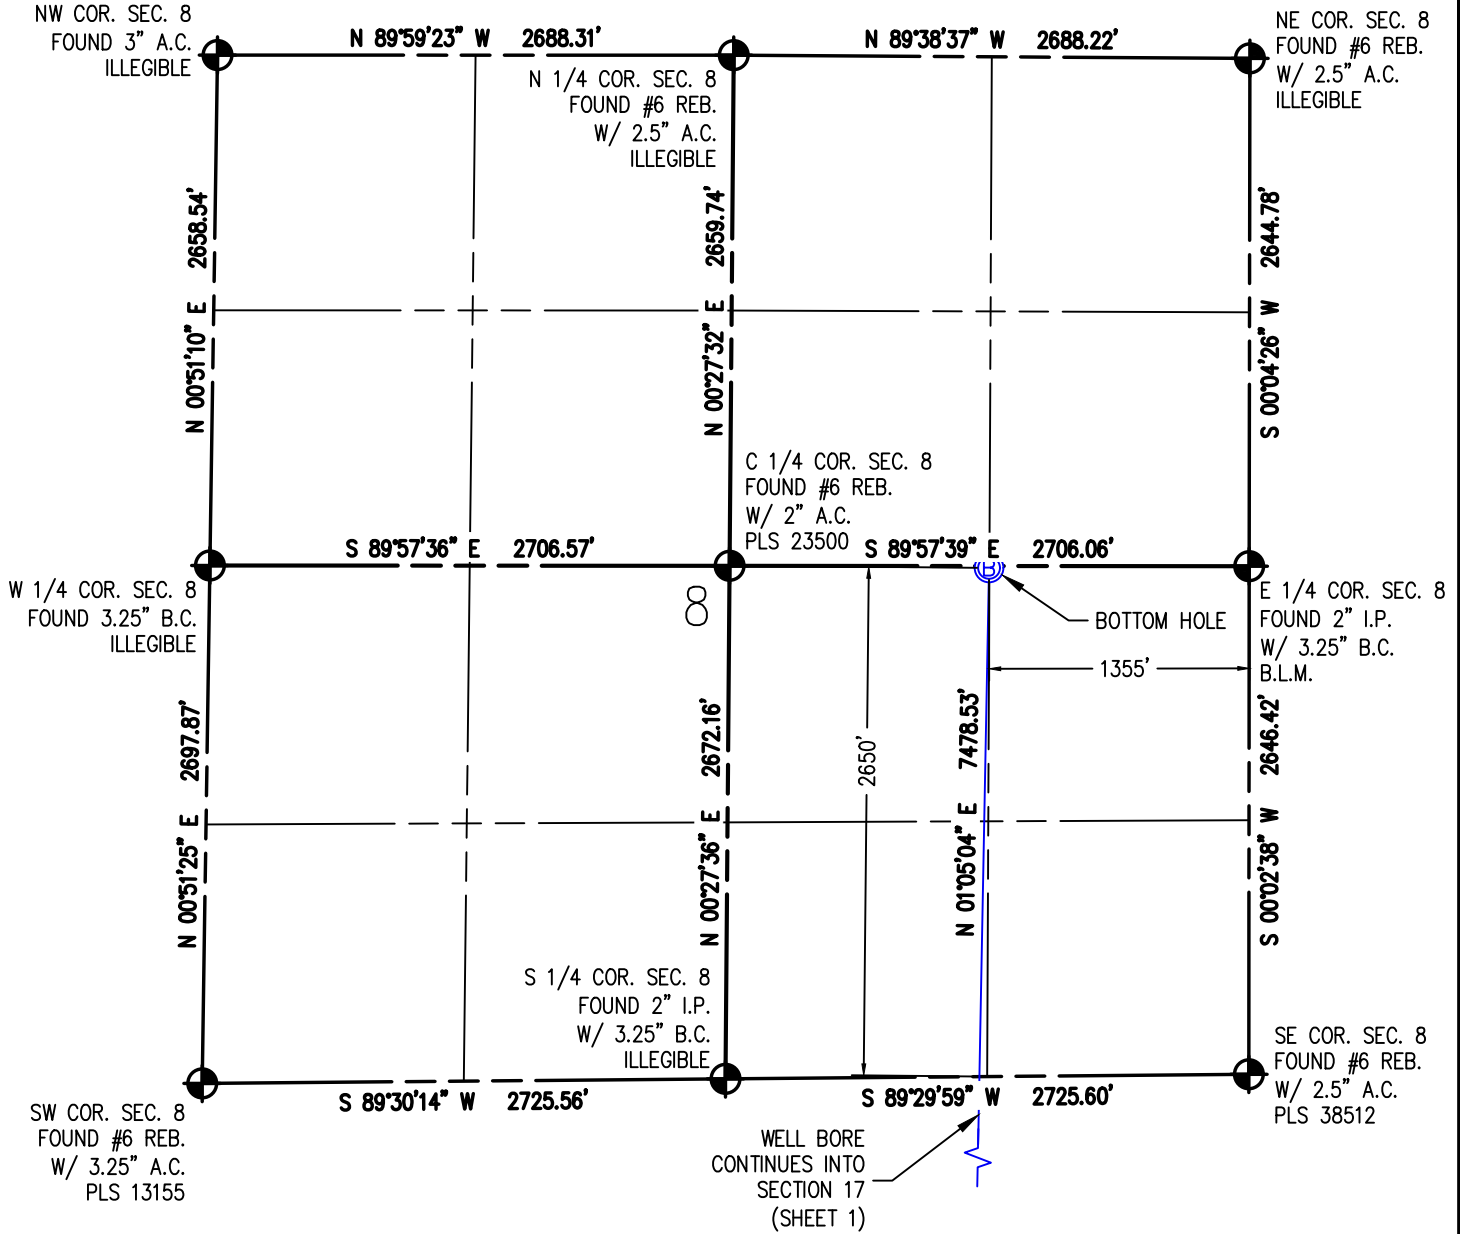 NW COR. SEC. 8
FOUND 3" A.C.
ILLEGIBLE
N 89°59'23" W 2688.31'
N 1/4 COR. SEC. 8
FOUND #6 REB.
W/ 2.5" A.C.
ILLEGIBLE
N 89°38'37" W 2688.22'
NE COR. SEC. 8
FOUND #6 REB.
W/ 2.5" A.C.
ILLEGIBLE
N 00°51'10" E 2658.54'
N 00°27'32" E 2659.74'
S 00°04'26" W 2644.78'
C 1/4 COR. SEC. 8
FOUND #6 REB.
W/ 2" A.C.
PLS 23500
S 89°57'36" E 2706.57'
S 89°57'39" E 2706.06'
W 1/4 COR. SEC. 8
FOUND 3.25" B.C.
ILLEGIBLE
8
B
BOTTOM HOLE
E 1/4 COR. SEC. 8
FOUND 2" I.P.
W/ 3.25" B.C.
B.L.M.
1355'
2650'
N 00°51'25" E 2697.87'
N 00°27'36" E 2672.16'
N 01°05'04" E 7478.53'
S 00°02'38" W 2646.42'
S 1/4 COR. SEC. 8
FOUND 2" I.P.
W/ 3.25" B.C.
ILLEGIBLE
SE COR. SEC. 8
FOUND #6 REB.
W/ 2.5" A.C.
PLS 38512
S 89°30'14" W 2725.56'
S 89°29'59" W 2725.60'
SW COR. SEC. 8
FOUND #6 REB.
W/ 3.25" A.C.
PLS 13155
WELL BORE
CONTINUES INTO
SECTION 17
(SHEET 1)